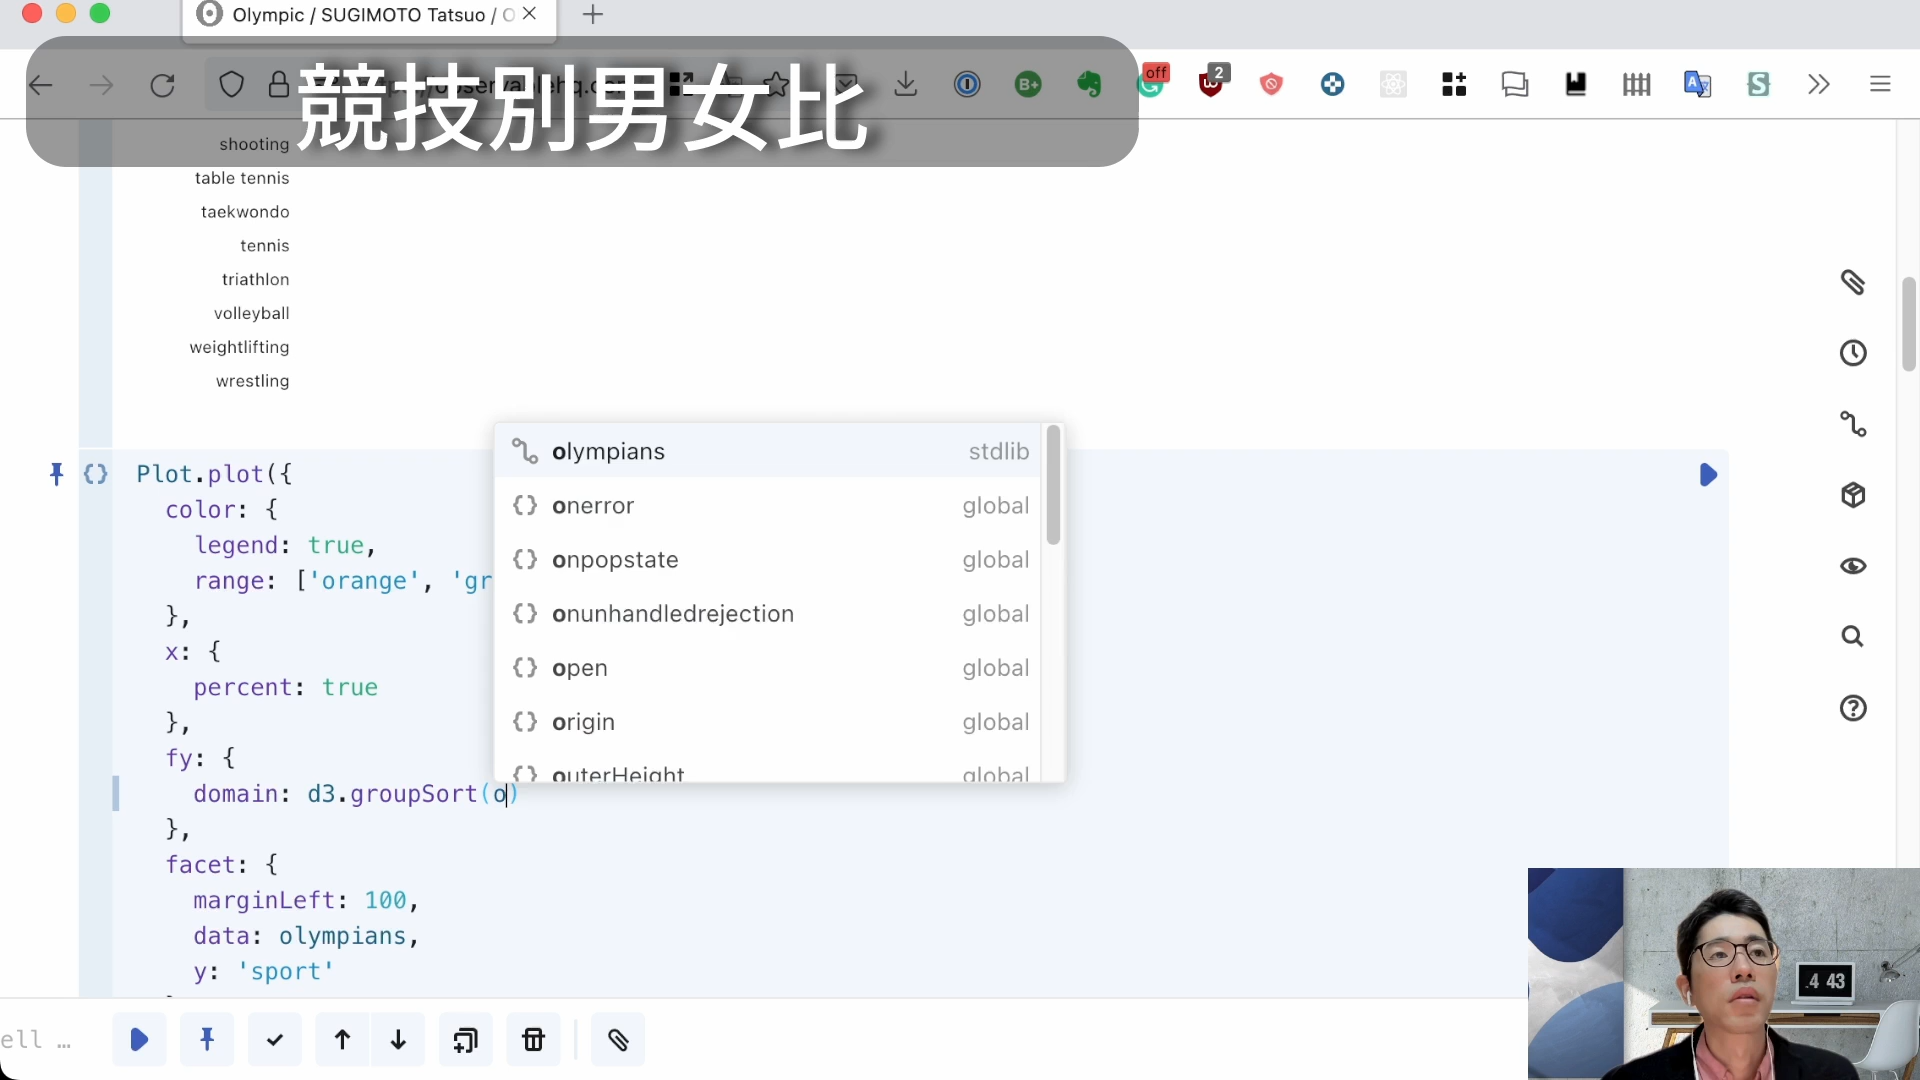 Olympic / SUGIMOTO Tatsuo / O
競技別男女比
off
2
B+
shooting
table tennis
taekwondo
tennis
triathlon
volleyball
weightlifting
wrestling
olympians stdlib
onerror global
onpopstate global
onunhandledrejection global
open global
origin global
outerHeight global
Plot.plot({
color: {
legend: true,
range: ['orange', 'gr
},
x: {
percent: true
},
fy: {
domain: d3.groupSort(o)
},
facet: {
marginLeft: 100,
data: olympians,
y: 'sport'
ell …
4 43